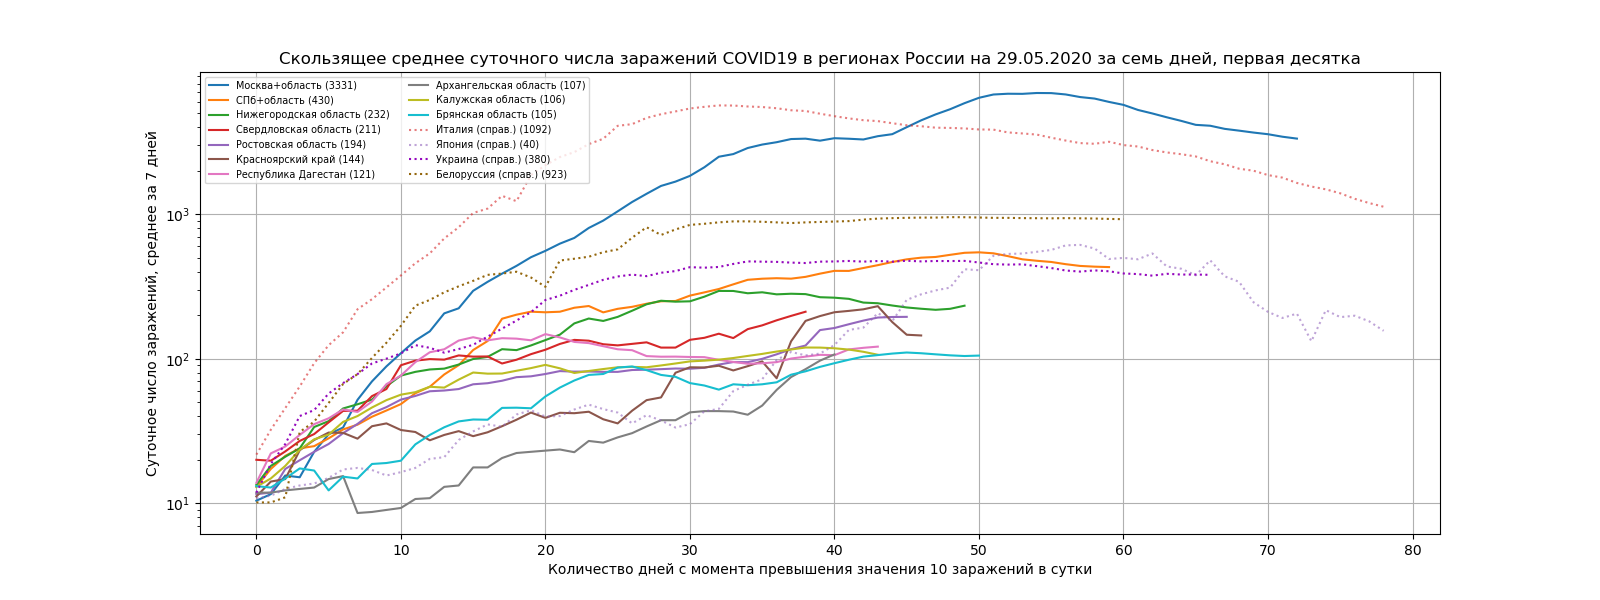 Скользящее среднее суточного числа заражений COVID19 в регионах России на 29.05.2020 за семь дней, первая десятка
Суточное число заражений, среднее за 7 дней
10³
10²
10¹
Москва+область (3331)
СПб+область (430)
Нижегородская область (232)
Свердловская область (211)
Ростовская область (194)
Красноярский край (144)
Республика Дагестан (121)
Архангельская область (107)
Калужская область (106)
Брянская область (105)
Италия (справ.) (1092)
Япония (справ.) (40)
Украина (справ.) (380)
Белоруссия (справ.) (923)
0 10 20 30 40 50 60 70 80
Количество дней с момента превышения значения 10 заражений в сутки